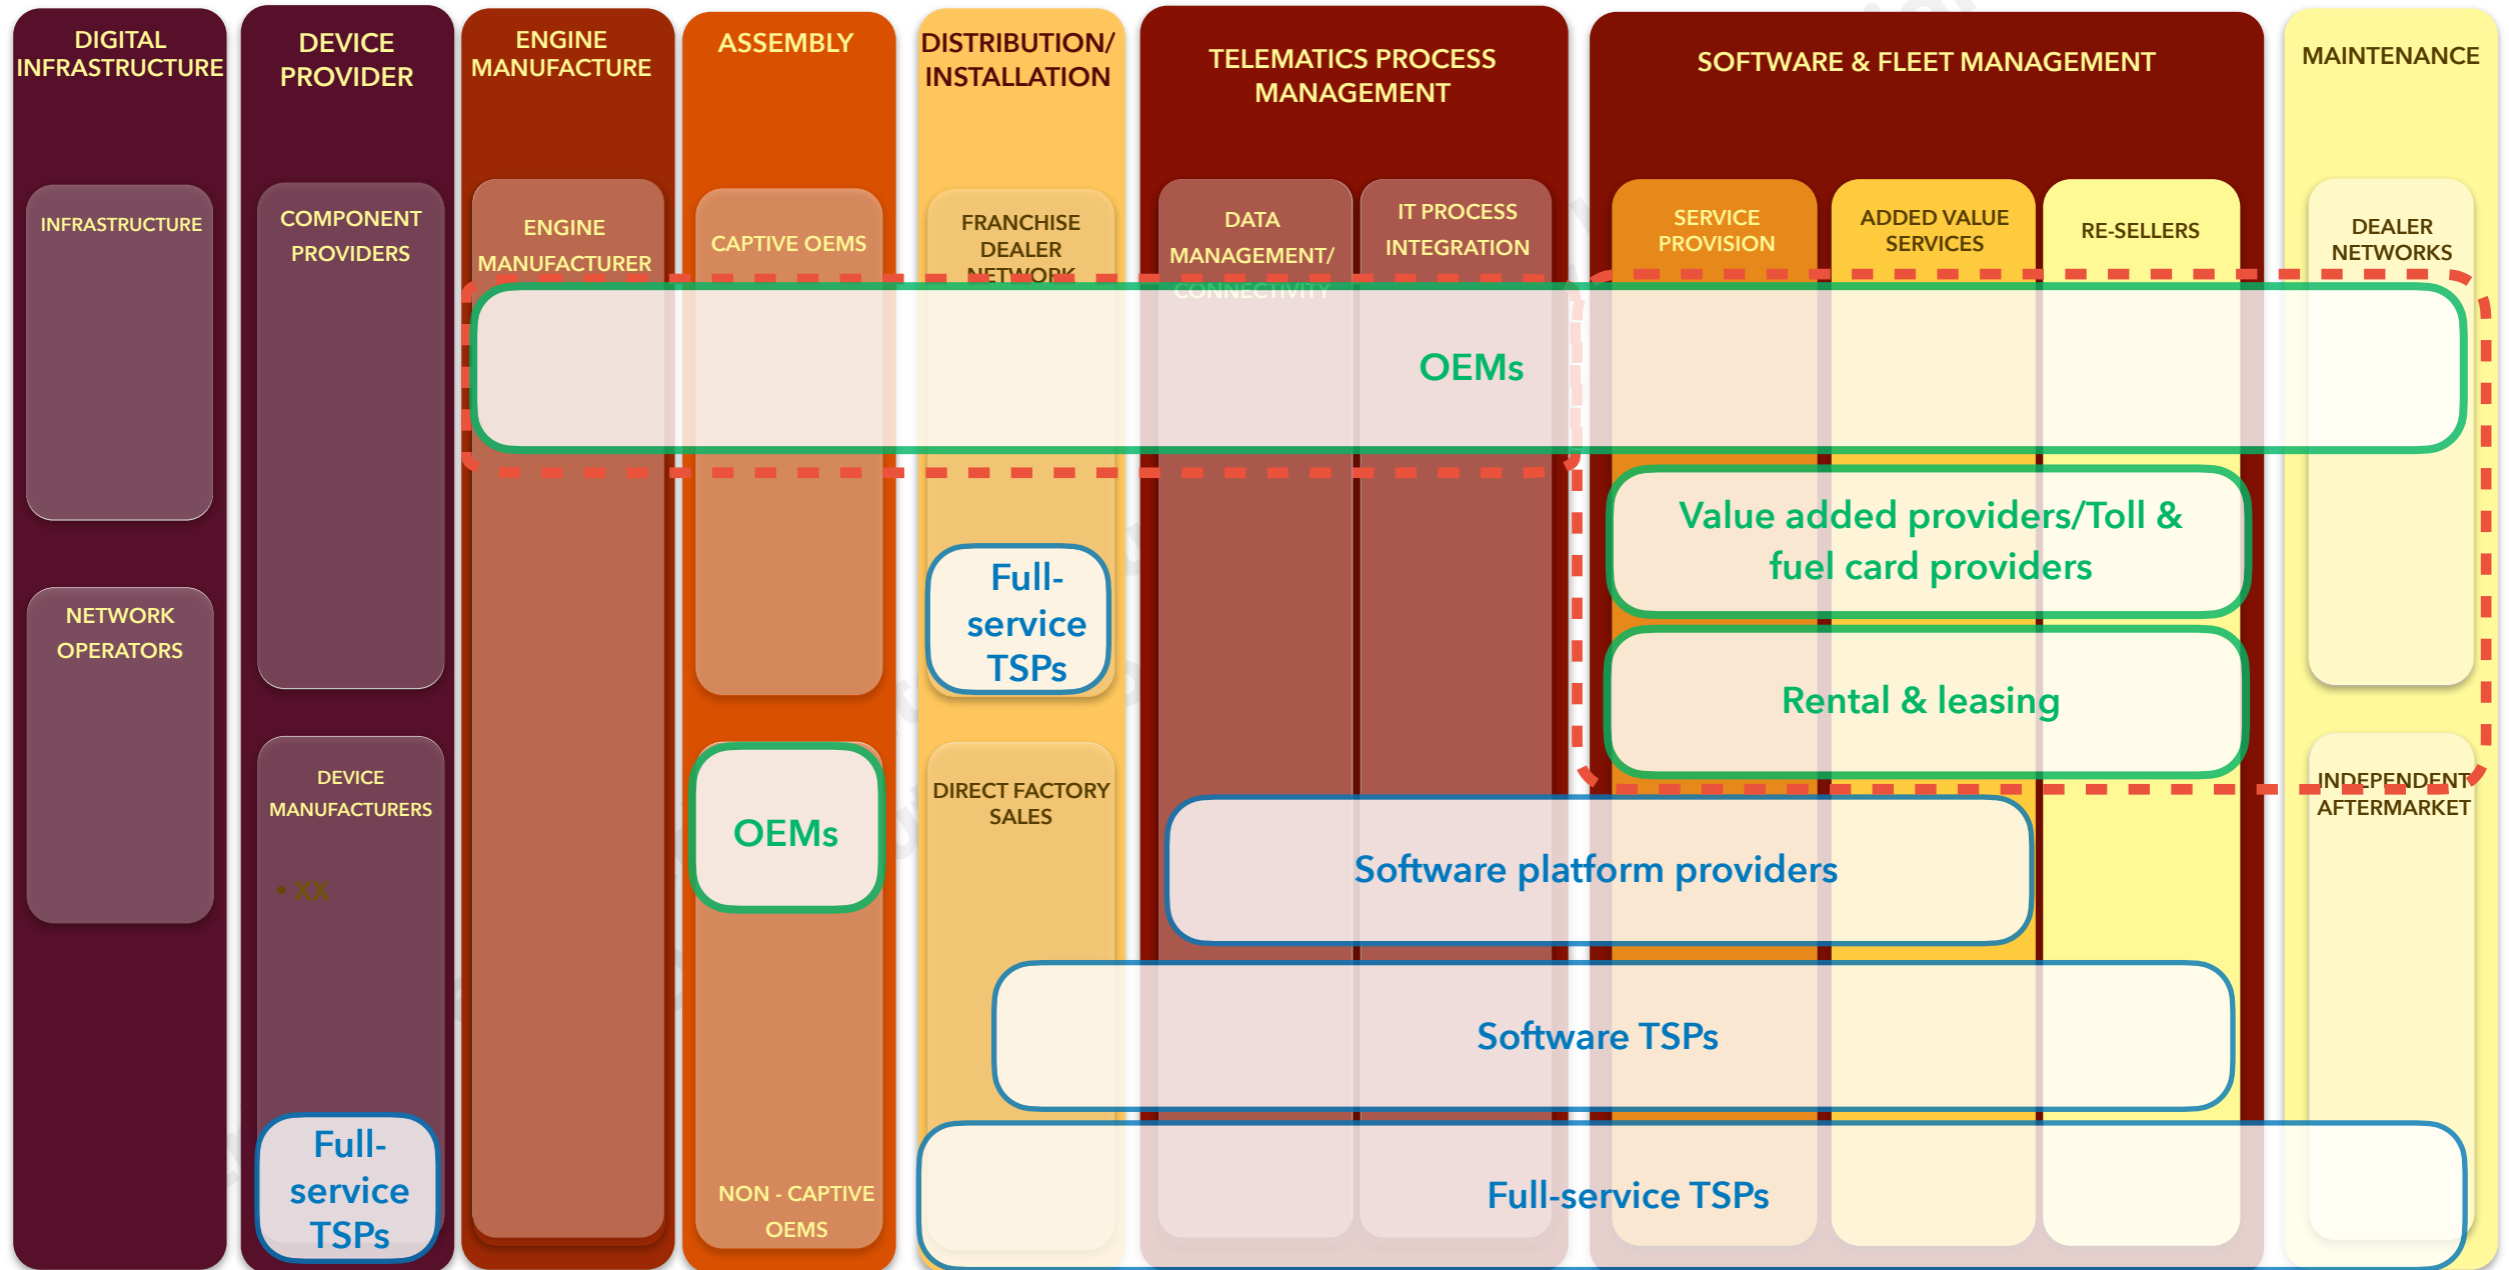 DIGITAL
INFRASTRUCTURE
DEVICE
PROVIDER
ENGINE
MANUFACTURE
ASSEMBLY
DISTRIBUTION/
INSTALLATION
TELEMATICS PROCESS
MANAGEMENT
SOFTWARE & FLEET MANAGEMENT
MAINTENANCE
INFRASTRUCTURE
COMPONENT
PROVIDERS
ENGINE
MANUFACTURER
CAPTIVE OEMS
FRANCHISE
DEALER
NETWORK
DATA
MANAGEMENT/
CONNECTIVITY
IT PROCESS
INTEGRATION
SERVICE
PROVISION
ADDED VALUE
SERVICES
RE-SELLERS
DEALER
NETWORKS
OEMs
Value added providers/Toll &
fuel card providers
Full-
service
TSPs
NETWORK
OPERATORS
Rental & leasing
DEVICE
MANUFACTURERS
• XX
OEMs
DIRECT FACTORY
SALES
INDEPENDENT
AFTERMARKET
Software platform providers
Software TSPs
Full-
service
TSPs
NON - CAPTIVE
OEMS
Full-service TSPs